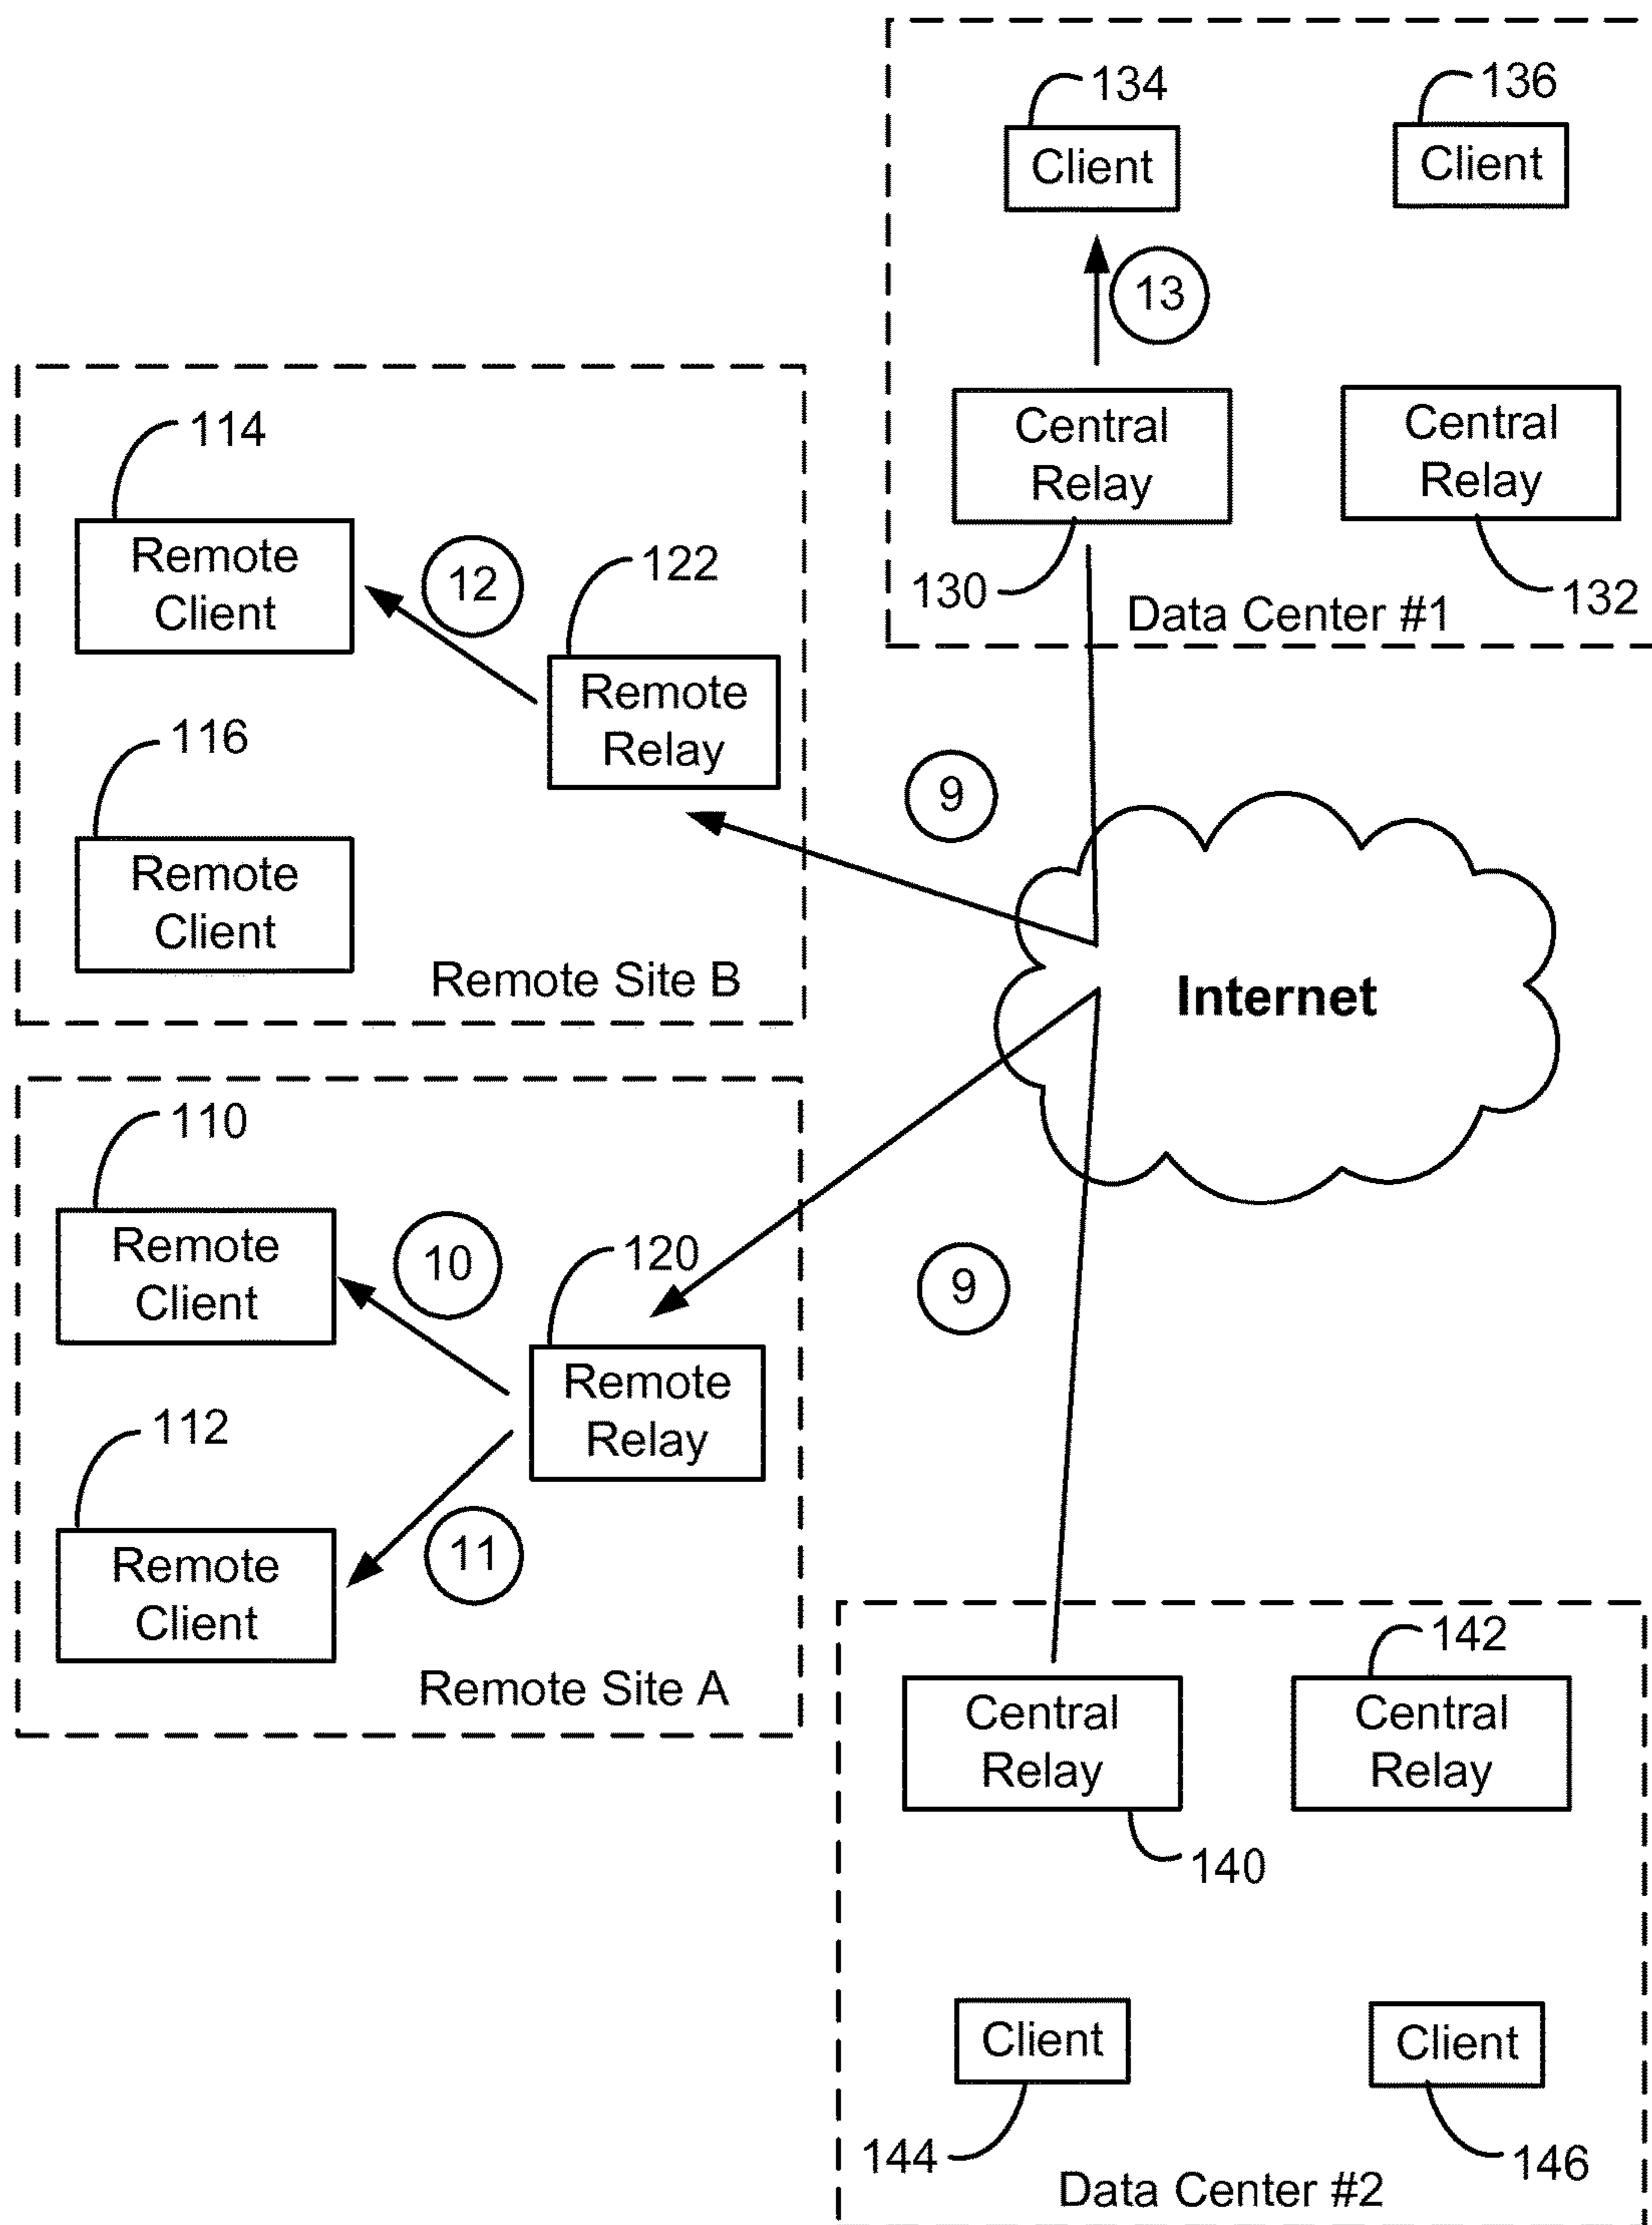 134
136
Client
Client
13
Central
Relay
Central
Relay
130
132
Data Center #1
114
Remote
Client
12
122
Remote
Relay
116
Remote
Client
Remote Site B
9
Internet
110
Remote
Client
10
120
Remote
Relay
9
112
Remote
Client
11
Remote Site A
142
Central
Relay
Central
Relay
140
Client
Client
144
146
Data Center #2